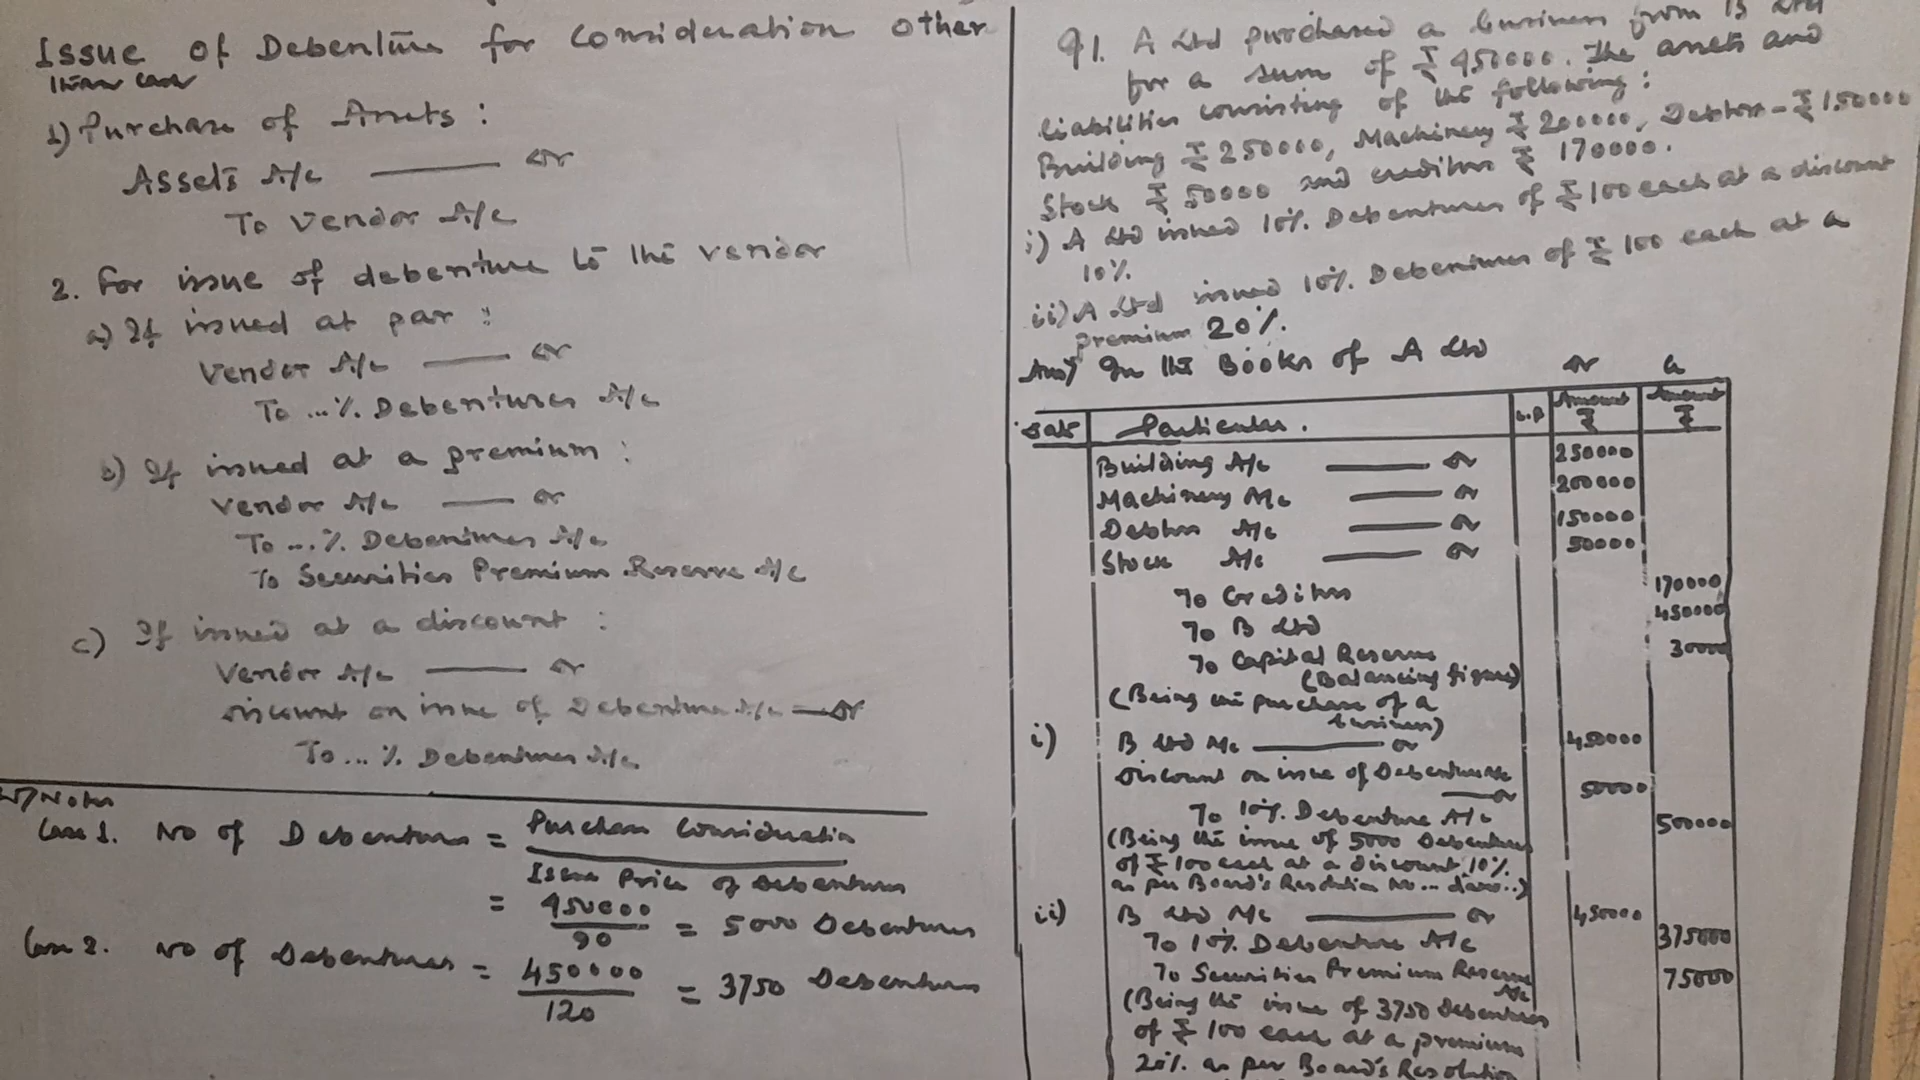 Issue of Debenture for consideration other
than cash
1) Purchase of Assets :
Assets A/c ——— Dr
To Vendor A/c
2. For issue of debenture to the vendor
a) If issued at par :
Vendor A/c ——— Dr
To ...% Debentures A/c
b) If issued at a premium :
Vendor A/c ——— Dr
To ...% Debentures A/c
To Securities Premium Reserve A/c
c) If issued at a discount :
Vendor A/c ——— Dr
Discount on issue of Debenture A/c — Dr
To ...% Debentures A/c
W/Notes
Case 1. No of Debentures = Purchase Consideration
Issue Price of Debentures
= 450000 / 90 = 5000 Debentures
Case 2. No of Debentures = 450000 / 120 = 3750 Debentures
Q1. A Ltd purchased a business from B Ltd
for a sum of ₹ 450000. The assets and
liabilities consisting of the following :
Building ₹ 250000, Machinery ₹ 200000, Debtors - ₹ 150000
Stock ₹ 50000 and creditors ₹ 170000.
i) A Ltd issued 10% Debentures of ₹ 100 each at a discount
10%
ii) A Ltd issued 10% Debentures of ₹ 100 each at a
premium 20%.
Ans) In the Books of A Ltd Dr Cr
Date Particulars. L.F Amount ₹ Amount ₹
Building A/c ——— Dr 250000
Machinery A/c ——— Dr 200000
Debtors A/c ——— Dr 150000
Stock A/c ——— Dr 50000
To Creditors 170000
To B Ltd 450000
To Capital Reserve 30000
(Balancing figure)
(Being the purchase of a
business)
i) B Ltd A/c ——— Dr 450000
Discount on issue of Debenture A/c
— Dr 50000
To 10% Debenture A/c 500000
(Being the issue of 5000 Debentures
of ₹ 100 each at a discount 10%
as per Board's Resolution No... date..)
ii) B Ltd A/c ——— Dr 450000
To 10% Debenture A/c 375000
To Securities Premium Reserve A/c 75000
(Being the issue of 3750 Debentures
of ₹ 100 each at a premium
20% as per Board's Resolution